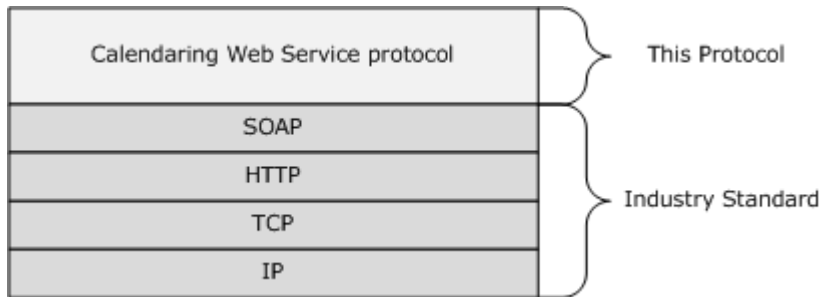 Calendaring Web Service protocol
This Protocol
SOAP
HTTP
TCP
IP
Industry Standard